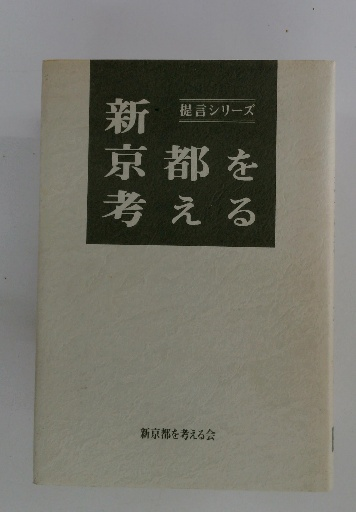 新
提言シリーズ
京都を
考える
新京都を考える会